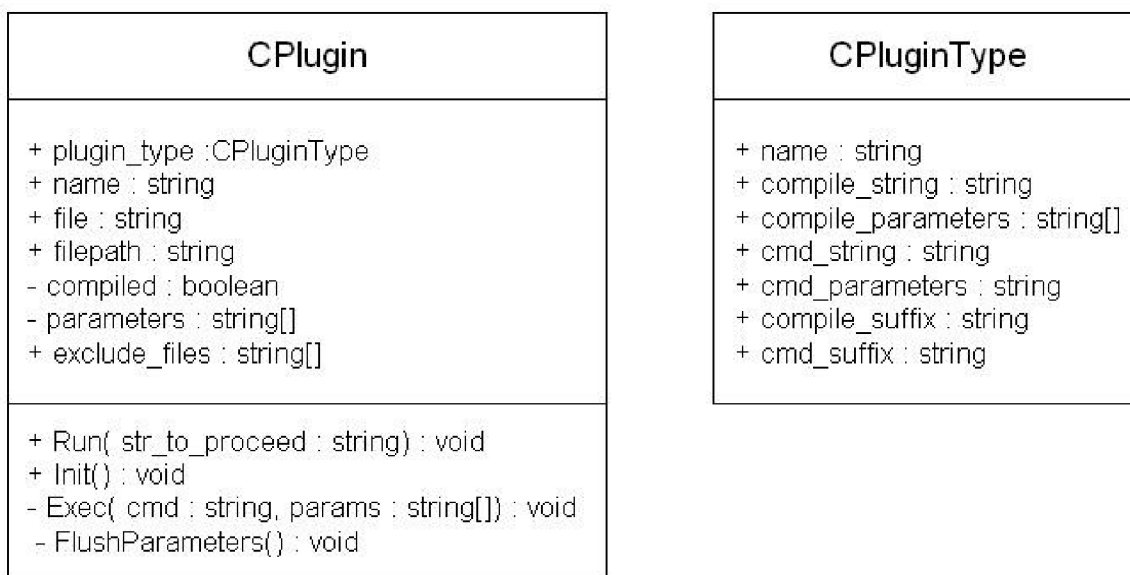 CPlugin
+ plugin_type :CPluginType
+ name : string
+ file : string
+ filepath : string
- compiled : boolean
- parameters : string[]
+ exclude_files : string[]
+ Run( str_to_proceed : string) : void
+ Init() : void
- Exec( cmd : string, params : string[]) : void
- FlushParameters() : void
CPluginType
+ name : string
+ compile_string : string
+ compile_parameters : string[]
+ cmd_string : string
+ cmd_parameters : string
+ compile_suffix : string
+ cmd_suffix : string